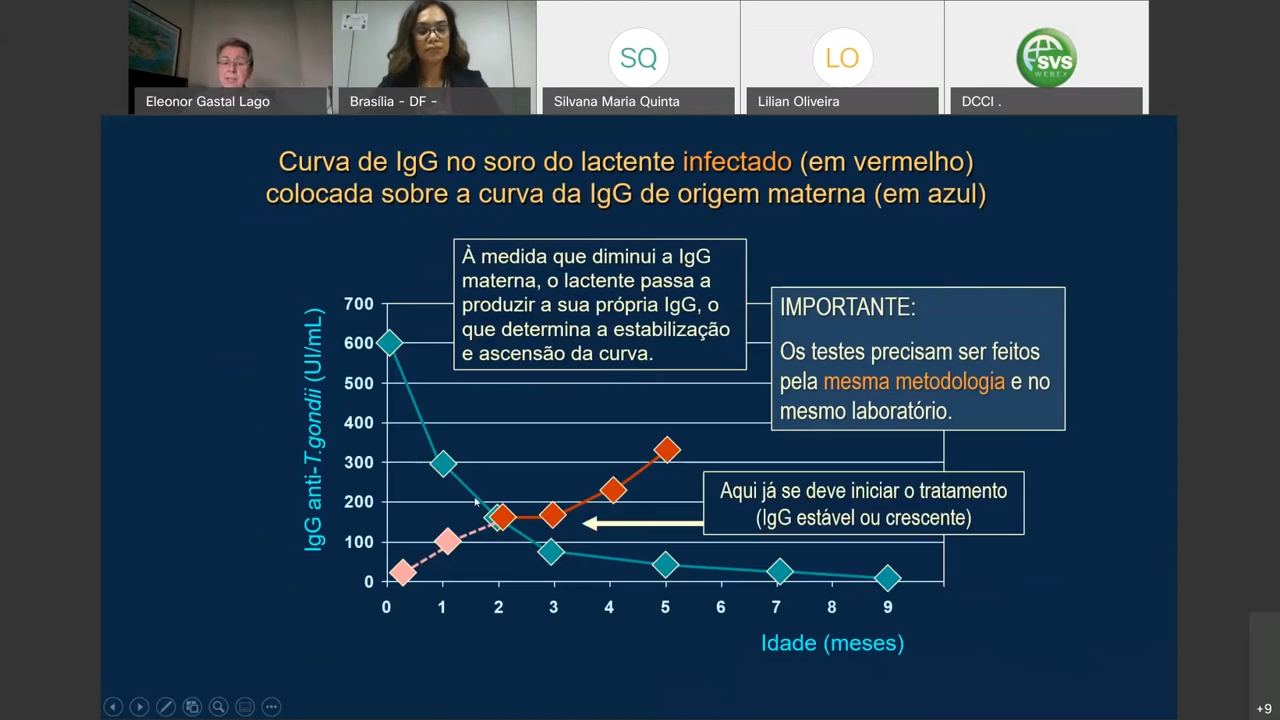 SQ
LO
SVS
WEBEX
Eleonor Gastal Lago
Brasília - DF -
Silvana Maria Quinta
Lilian Oliveira
DCCI .
Curva de IgG no soro do lactente infectado (em vermelho)
colocada sobre a curva da IgG de origem materna (em azul)
À medida que diminui a IgG
materna, o lactente passa a
produzir a sua própria IgG, o
que determina a estabilização
e ascensão da curva.
IMPORTANTE:
Os testes precisam ser feitos
pela mesma metodologia e no
mesmo laboratório.
Aqui já se deve iniciar o tratamento
(IgG estável ou crescente)
IgG anti-T.gondii (UI/mL)
700
600
500
400
300
200
100
0
0 1 2 3 4 5 6 7 8 9
Idade (meses)
+9